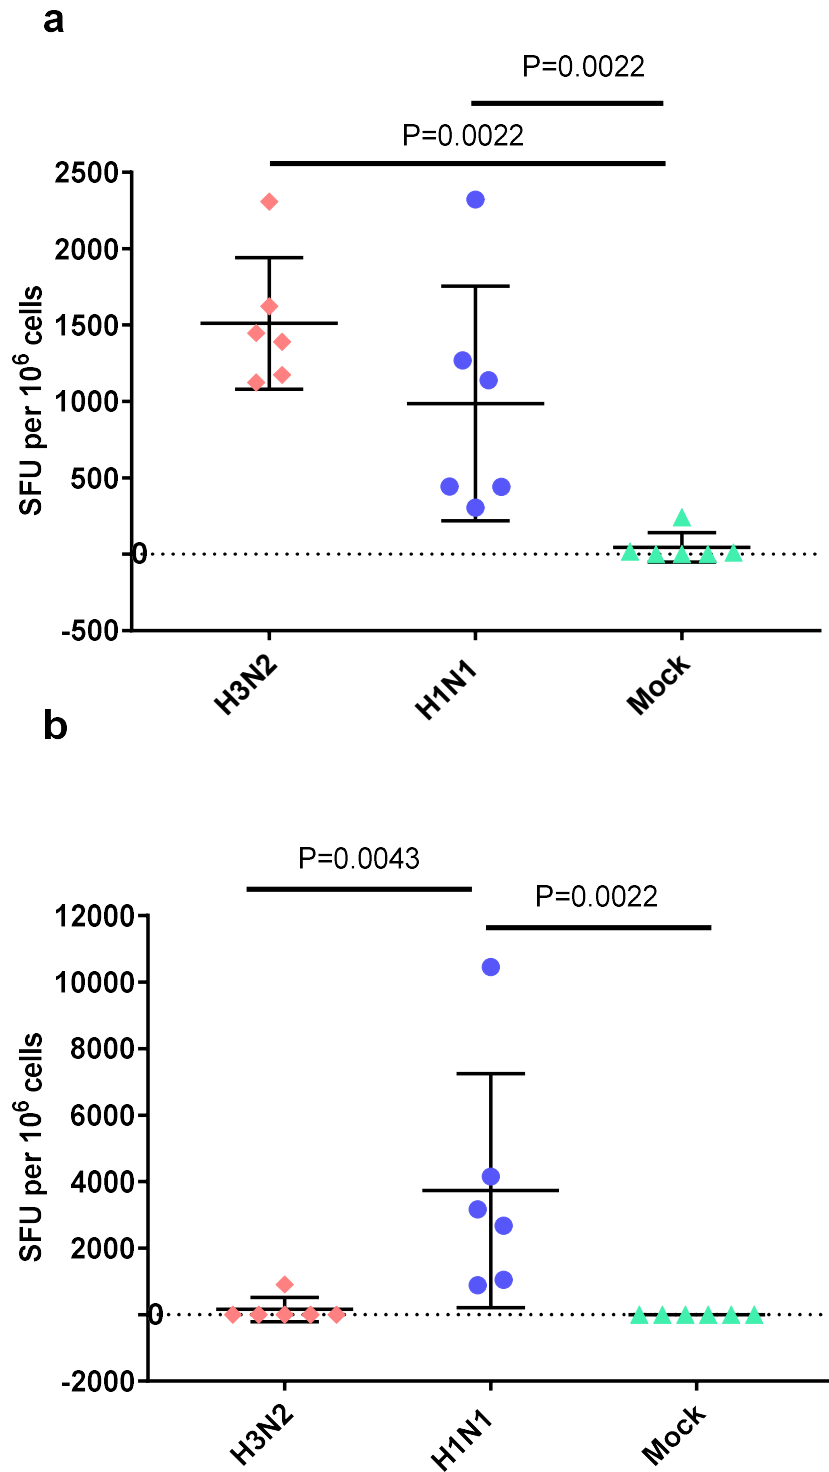 a
P=0.0022
P=0.0022
2500
2000
1500
1000
500
0
-500
SFU per 10⁶ cells
H3N2
H1N1
Mock
b
P=0.0043
P=0.0022
12000
10000
8000
6000
4000
2000
0
-2000
SFU per 10⁶ cells
H3N2
H1N1
Mock